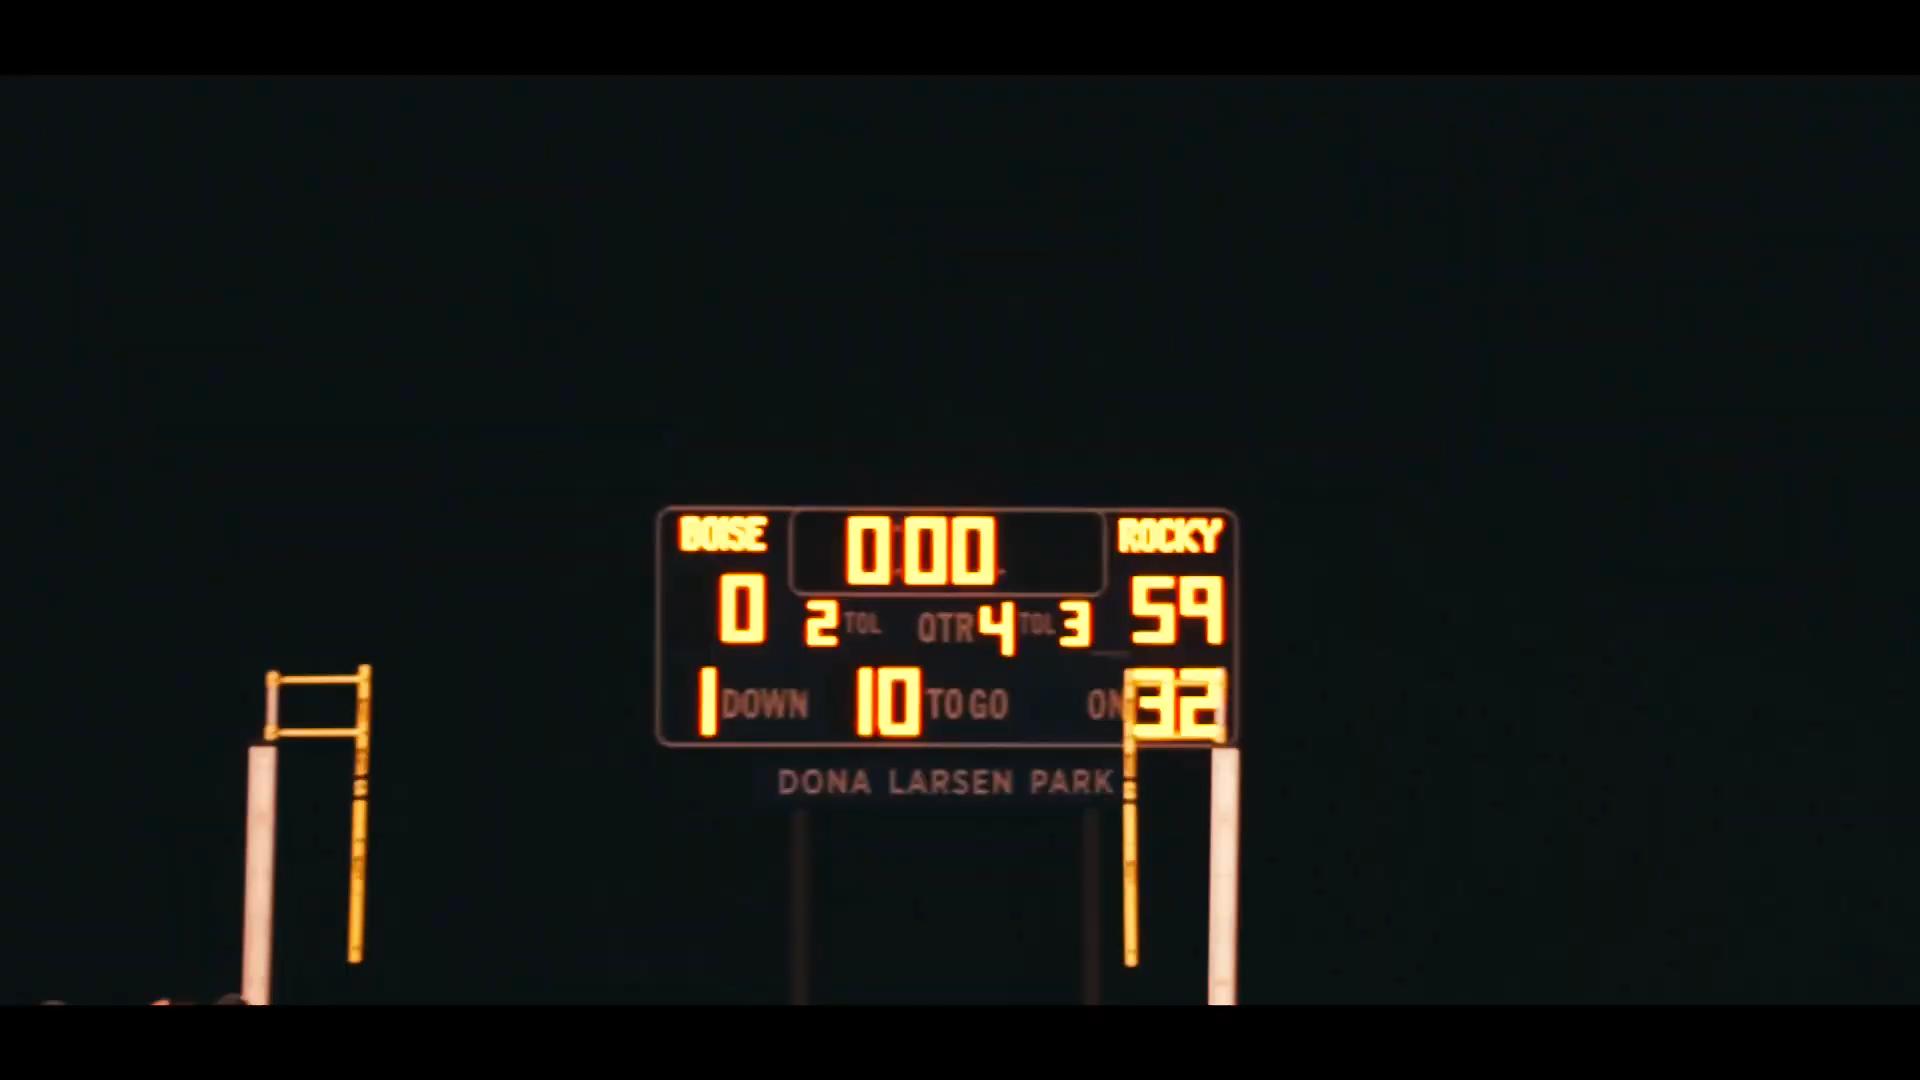 BOISE 0:00 ROCKY
0 2 TOL QTR 4 TOL 3 59
1 DOWN 10 TO GO ON 32
DONA LARSEN PARK